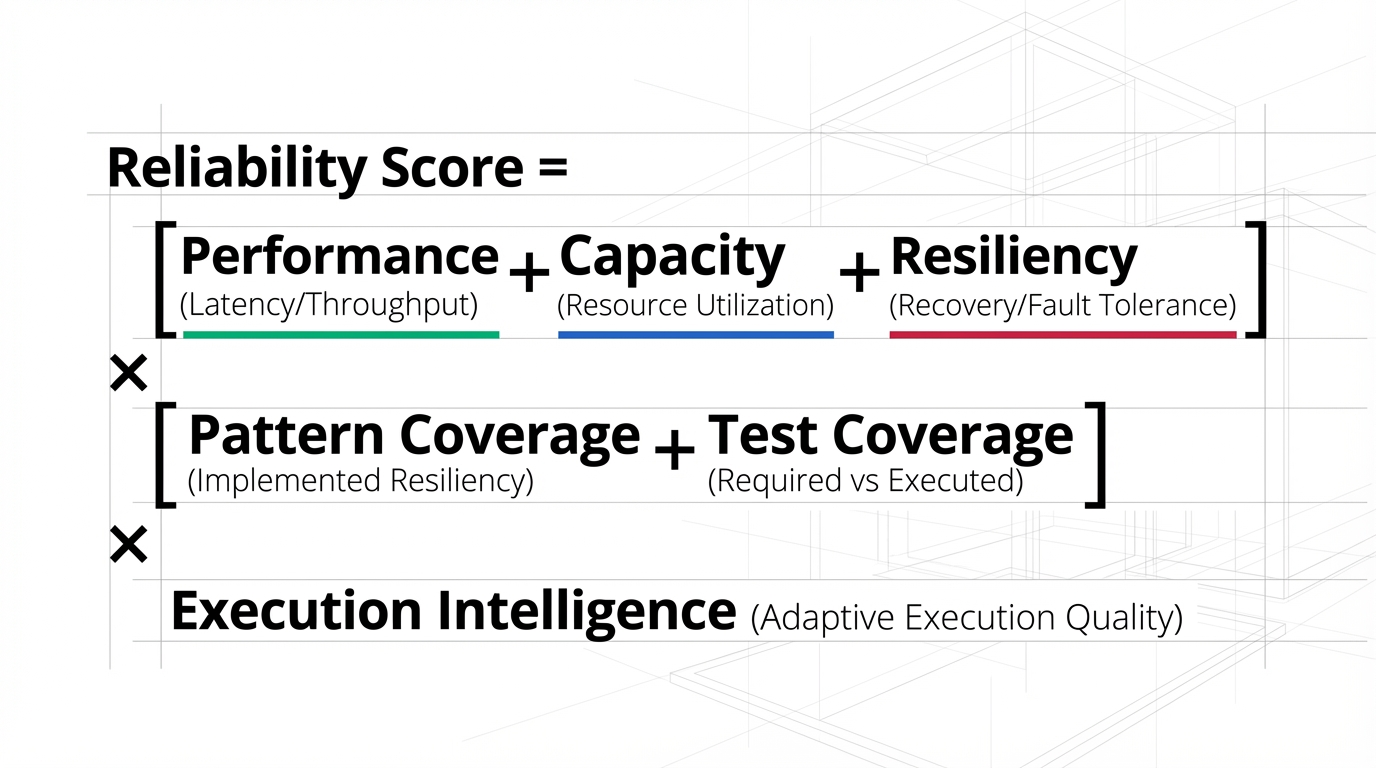 Reliability Score =
[Performance + Capacity + Resiliency]
(Latency/Throughput) (Resource Utilization) (Recovery/Fault Tolerance)
×
[Pattern Coverage + Test Coverage]
(Implemented Resiliency) (Required vs Executed)
×
Execution Intelligence (Adaptive Execution Quality)